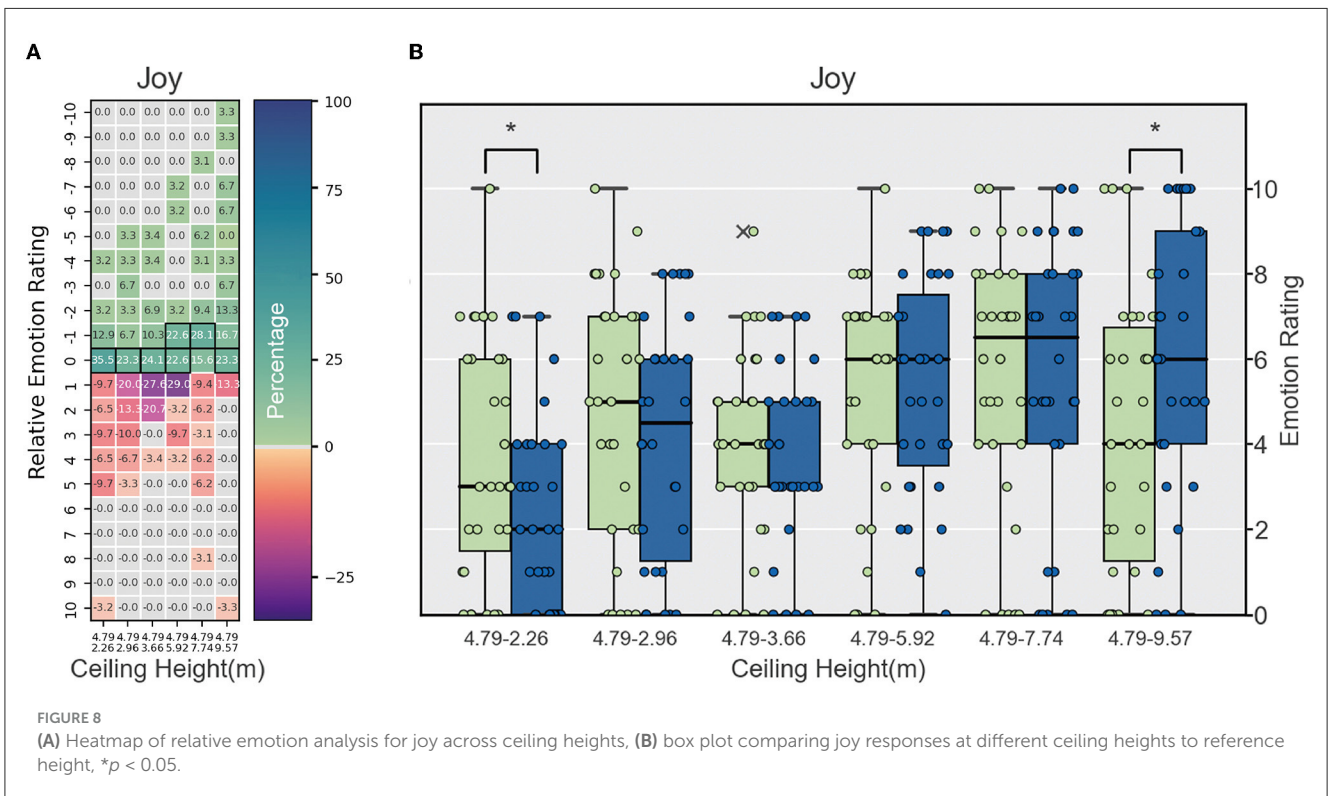 A
B
Joy
Joy
-10 0.0 0.0 0.0 0.0 0.0 3.3
-9 0.0 0.0 0.0 0.0 0.0 3.3
-8 0.0 0.0 0.0 0.0 3.1 0.0
-7 0.0 0.0 0.0 3.2 0.0 6.7
-6 0.0 0.0 0.0 3.2 0.0 6.7
-5 0.0 3.3 3.4 0.0 6.2 0.0
-4 3.2 3.3 3.4 0.0 3.1 3.3
-3 0.0 6.7 0.0 0.0 0.0 6.7
-2 3.2 3.3 6.9 3.2 9.4 13.3
-1 12.9 6.7 10.3 22.6 28.1 16.7
0 35.5 23.3 24.1 22.6 15.6 23.3
1 -9.7 -20.0 -27.6 -29.0 -9.4 -13.3
2 -6.5 -13.3 -20.7 -3.2 -6.2 -0.0
3 -9.7 -10.0 -0.0 -9.7 -3.1 -0.0
4 -6.5 -6.7 -3.4 -3.2 -6.2 -0.0
5 -9.7 -3.3 -0.0 -0.0 -6.2 -0.0
6 -0.0 -0.0 -0.0 -0.0 -0.0 -0.0
7 -0.0 -0.0 -0.0 -0.0 -0.0 -0.0
8 -0.0 -0.0 -0.0 -0.0 -3.1 -0.0
9 -0.0 -0.0 -0.0 -0.0 -0.0 -0.0
10 -3.2 -0.0 -0.0 -0.0 -0.0 -3.3
4.79 4.79 4.79 4.79 4.79 4.79
2.26 2.96 3.66 5.92 7.74 9.57
Ceiling Height(m)
Relative Emotion Rating
100
75
50
25
0
−25
Percentage
*
*
10
8
6
4
2
0
Emotion Rating
4.79-2.26 4.79-2.96 4.79-3.66 4.79-5.92 4.79-7.74 4.79-9.57
Ceiling Height(m)
FIGURE 8
(A) Heatmap of relative emotion analysis for joy across ceiling heights, (B) box plot comparing joy responses at different ceiling heights to reference
height, *p < 0.05.